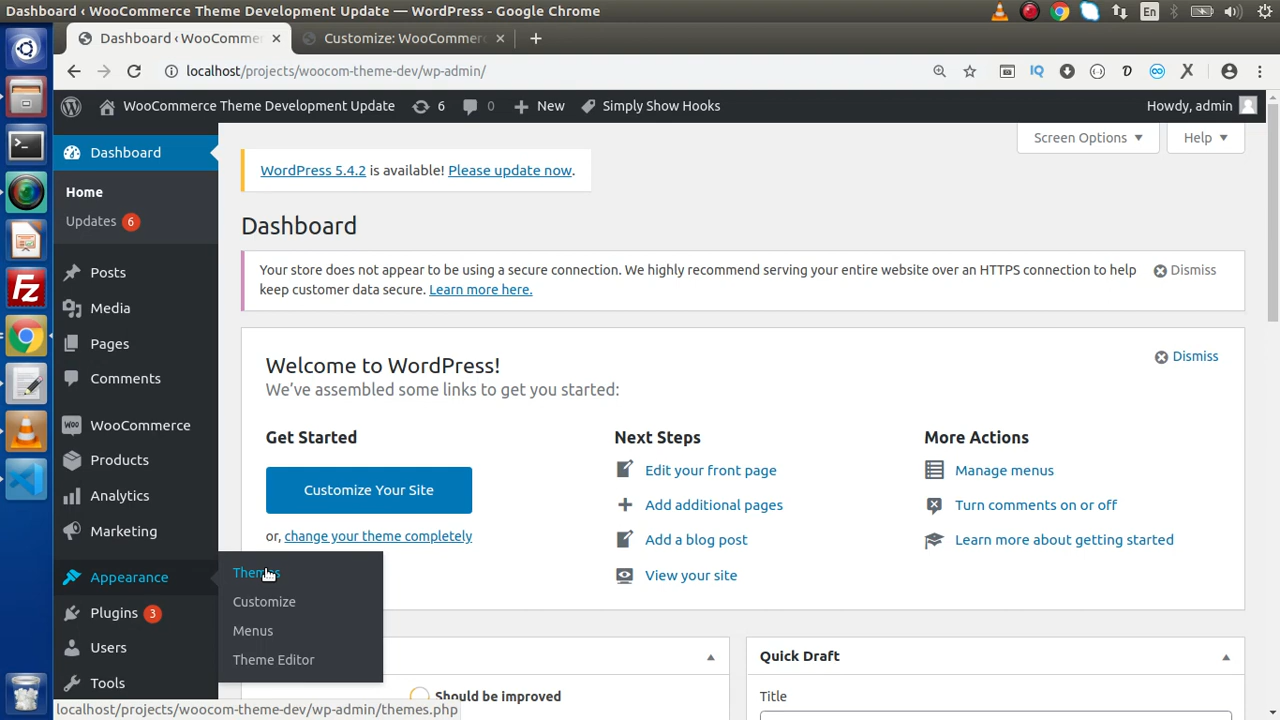 Dashboard ‹ WooCommerce Theme Development Update — WordPress - Google Chrome
En
Dashboard ‹ WooComme
Customize: WooCommer
localhost/projects/woocom-theme-dev/wp-admin/
WooCommerce Theme Development Update
6
0
New
Simply Show Hooks
Howdy, admin
Dashboard
Home
Updates 6
Posts
Media
Pages
Comments
WooCommerce
Products
Analytics
Marketing
Appearance
Plugins 3
Users
Tools
Themes
Customize
Menus
Theme Editor
Screen Options
Help
WordPress 5.4.2 is available! Please update now.
Dashboard
Your store does not appear to be using a secure connection. We highly recommend serving your entire website over an HTTPS connection to help
keep customer data secure. Learn more here.
Dismiss
Welcome to WordPress!
We've assembled some links to get you started:
Dismiss
Get Started
Customize Your Site
or, change your theme completely
Next Steps
Edit your front page
Add additional pages
Add a blog post
View your site
More Actions
Manage menus
Turn comments on or off
Learn more about getting started
Should be improved
Quick Draft
Title
localhost/projects/woocom-theme-dev/wp-admin/themes.php